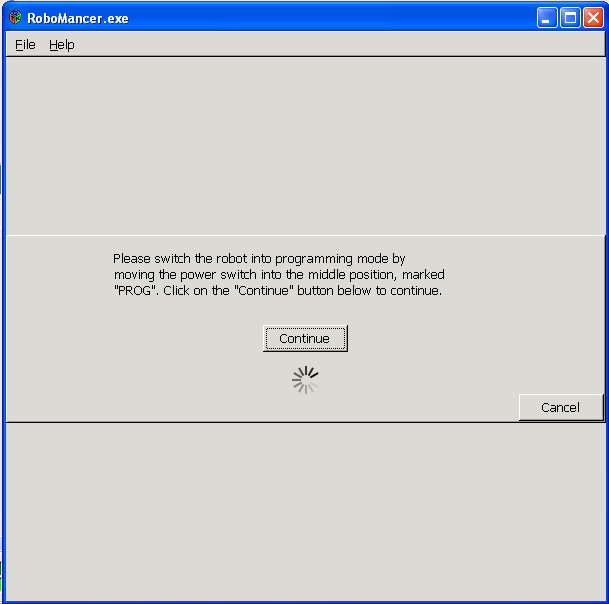 RoboMancer.exe
File Help
Please switch the robot into programming mode by
moving the power switch into the middle position, marked
"PROG". Click on the "Continue" button below to continue.
Continue
Cancel